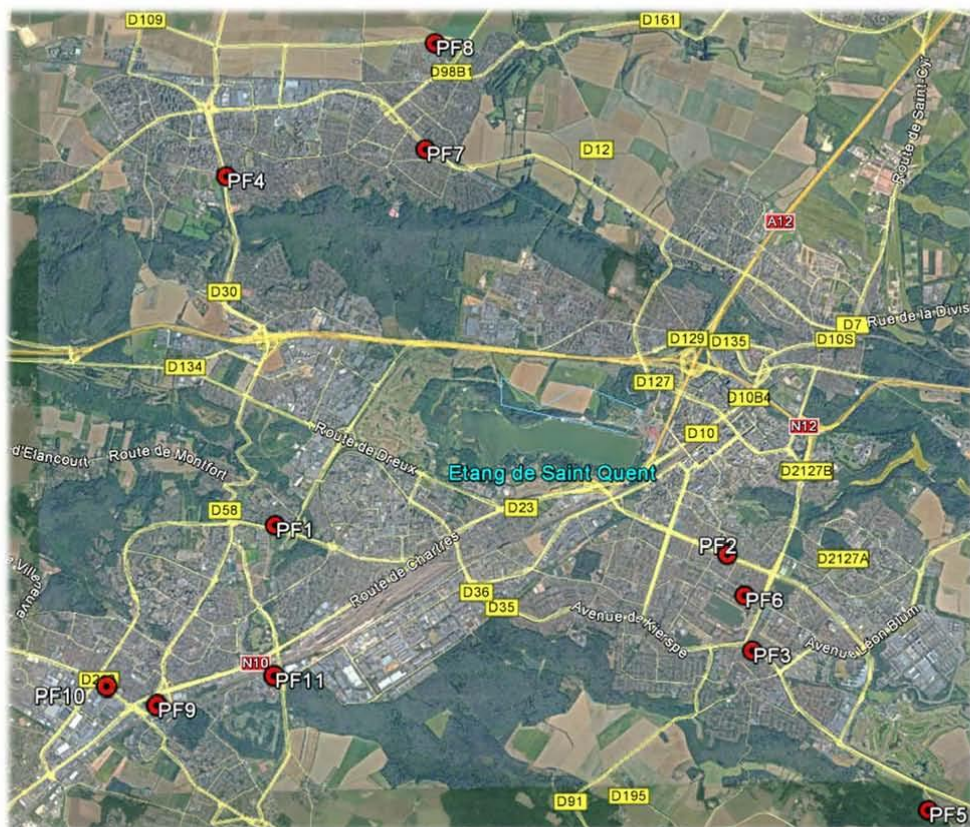 D109
D161
PF8
D98B1
Route de Saint-Cyr
D12
PF7
PF4
A12
D30
D7
Rue de la Divis
D129
D135
D10S
D134
D127
D10B4
D10
N12
Route de Dreux
-d'Elancourt
Route de Montfort
Etang de Saint Quent
D2127B
D23
D58
PF1
Route de Chartres
PF2
D2127A
e Ville
neuve
D36
D35
PF6
Avenue de Kierspe
Avenue Léon Blum
PF3
N10
PF11
PF10
PF9
D91
D195
PF5